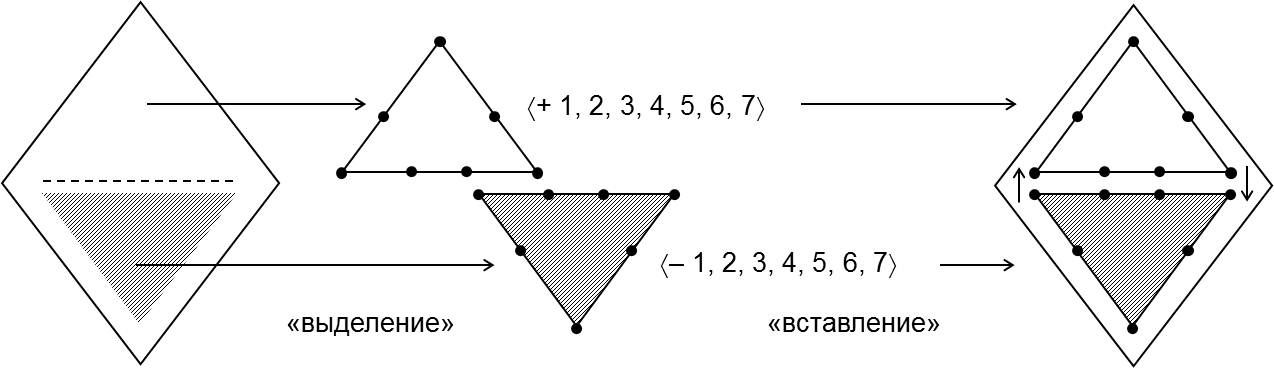 〈+ 1, 2, 3, 4, 5, 6, 7〉
〈– 1, 2, 3, 4, 5, 6, 7〉
«выделение»
«вставление»